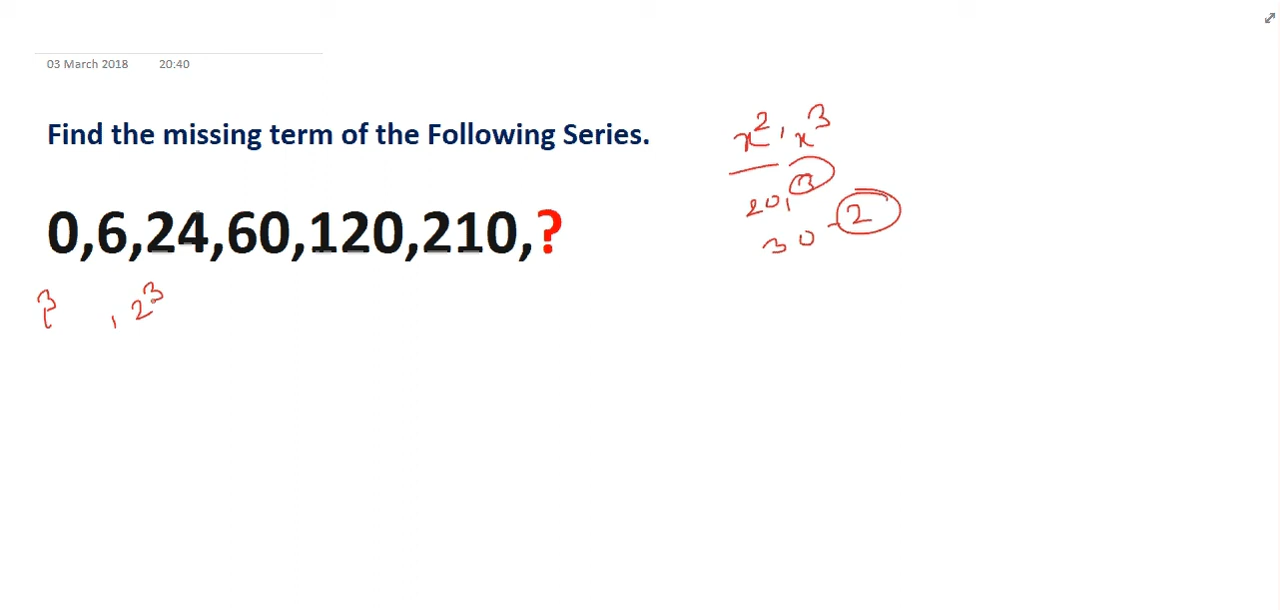 03 March 2018 20:40
Find the missing term of the Following Series.
x², x³
20, 3
30 - 2
0,6,24,60,120,210,?
1³, 2³